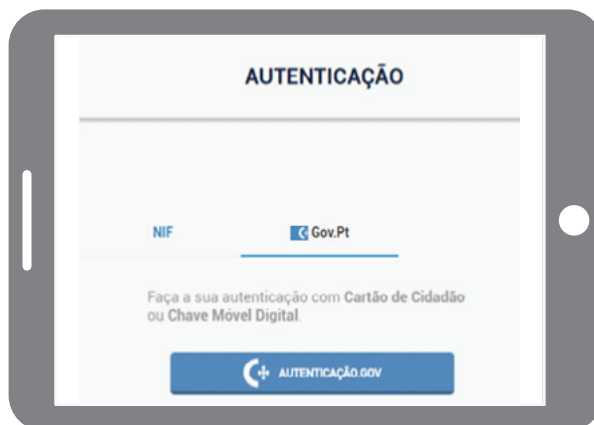 AUTENTICAÇÃO
NIF
Gov.Pt
Faça a sua autenticação com Cartão de Cidadão
ou Chave Móvel Digital.
AUTENTICAÇÃO.GOV